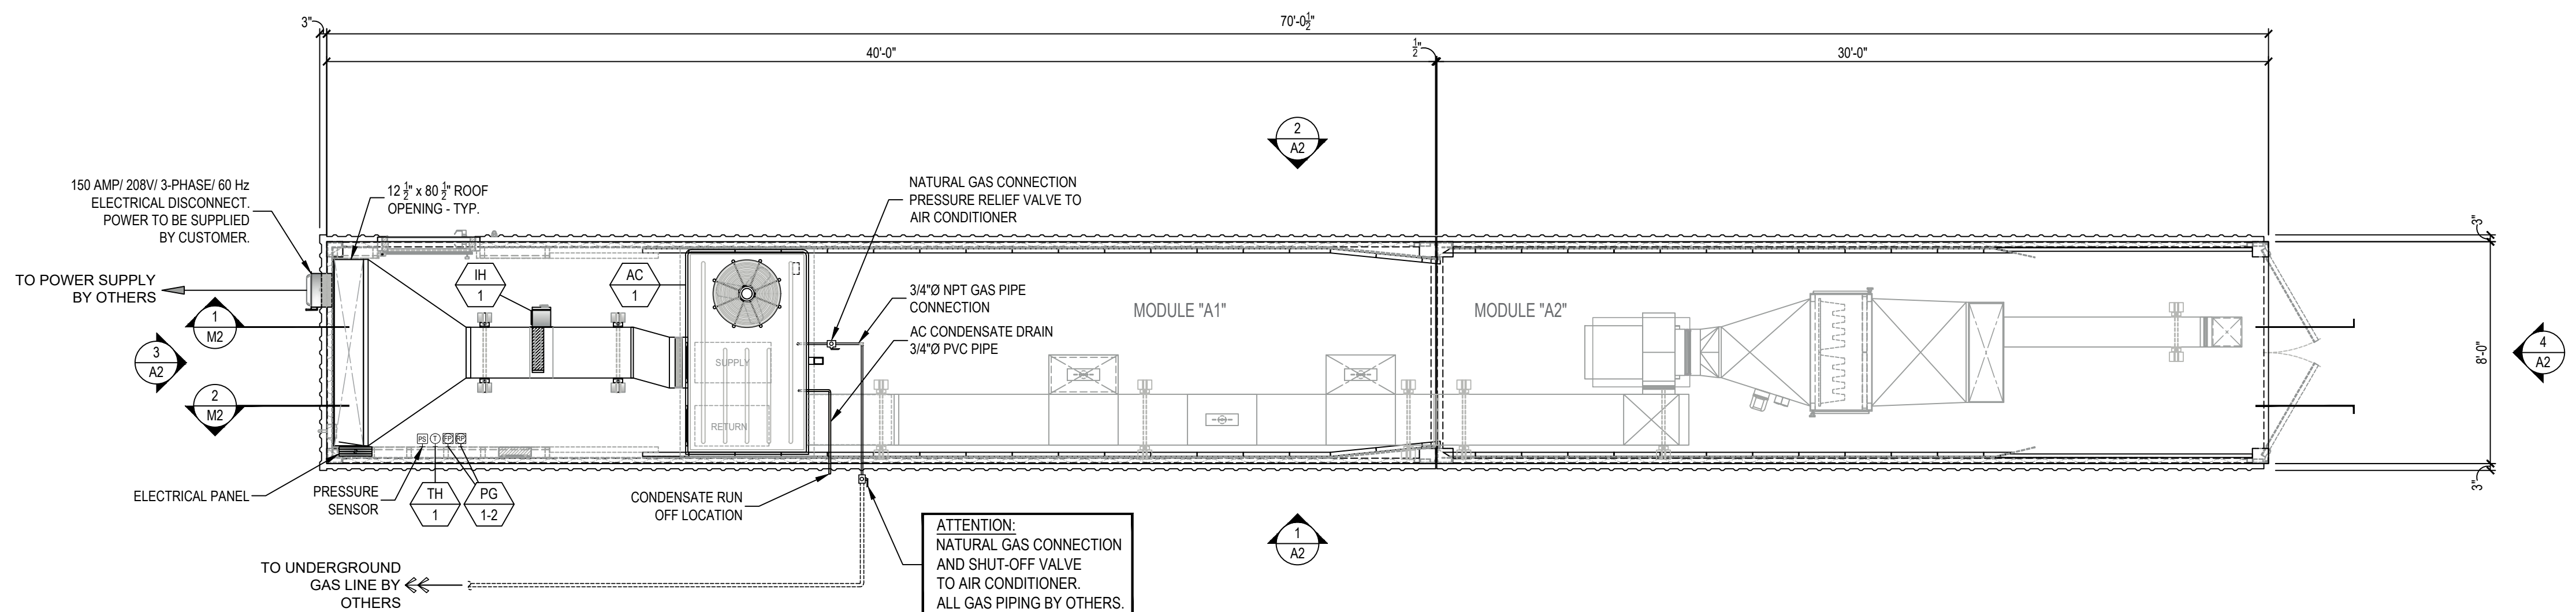 3"
70'-0 1/2"
40'-0"
1/2"
30'-0"
2
A2
150 AMP/ 208V/ 3-PHASE/ 60 Hz
ELECTRICAL DISCONNECT.
POWER TO BE SUPPLIED
BY CUSTOMER.
12 1/2" x 80 1/2" ROOF
OPENING - TYP.
NATURAL GAS CONNECTION
PRESSURE RELIEF VALVE TO
AIR CONDITIONER
3"
TO POWER SUPPLY
BY OTHERS
IH
1
AC
1
3/4"Ø NPT GAS PIPE
CONNECTION
MODULE "A1"
MODULE "A2"
1
M2
AC CONDENSATE DRAIN
3/4"Ø PVC PIPE
3
A2
SUPPLY
4
A2
8'-0"
2
M2
RETURN
PS
T
FP
RP
3"
ELECTRICAL PANEL
PRESSURE
SENSOR
TH
1
PG
1-2
CONDENSATE RUN
OFF LOCATION
1
A2
ATTENTION:
NATURAL GAS CONNECTION
AND SHUT-OFF VALVE
TO AIR CONDITIONER.
ALL GAS PIPING BY OTHERS.
TO UNDERGROUND
GAS LINE BY
OTHERS